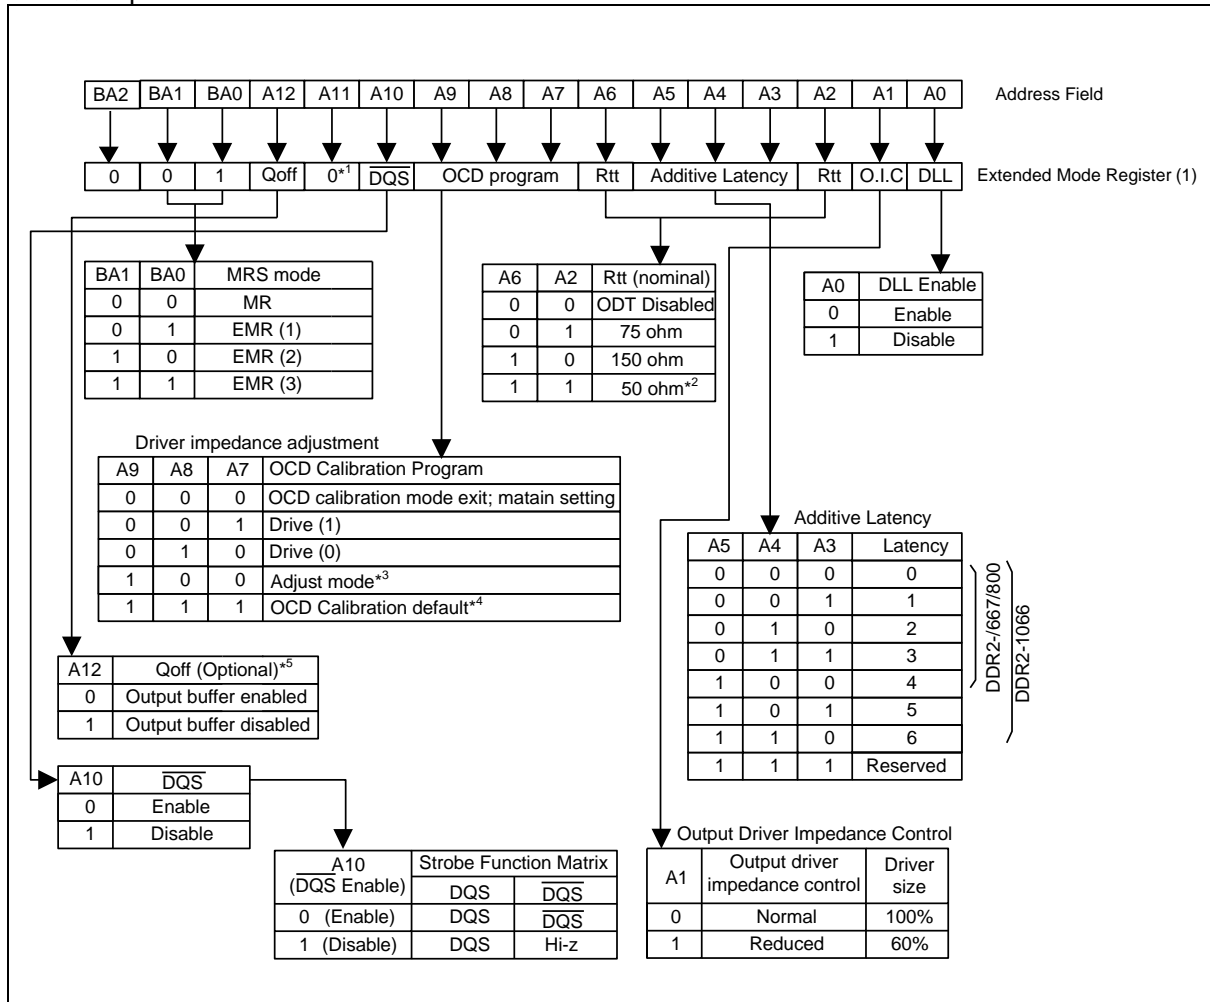 BA2 BA1 BA0 A12 A11 A10 A9 A8 A7 A6 A5 A4 A3 A2 A1 A0 Address Field
0 0 1 Qoff 0*1 DQS OCD program Rtt Additive Latency Rtt O.I.C DLL Extended Mode Register (1)
BA1 BA0 MRS mode
0 0 MR
0 1 EMR (1)
1 0 EMR (2)
1 1 EMR (3)
A6 A2 Rtt (nominal)
0 0 ODT Disabled
0 1 75 ohm
1 0 150 ohm
1 1 50 ohm*2
A0 DLL Enable
0 Enable
1 Disable
Driver impedance adjustment
A9 A8 A7 OCD Calibration Program
0 0 0 OCD calibration mode exit; matain setting
0 0 1 Drive (1)
0 1 0 Drive (0)
1 0 0 Adjust mode*3
1 1 1 OCD Calibration default*4
Additive Latency
A5 A4 A3 Latency
0 0 0 0
0 0 1 1
0 1 0 2
0 1 1 3
1 0 0 4
1 0 1 5
1 1 0 6
1 1 1 Reserved
DDR2-/667/800
DDR2-1066
A12 Qoff (Optional)*5
0 Output buffer enabled
1 Output buffer disabled
A10 DQS
0 Enable
1 Disable
A10 (DQS Enable) Strobe Function Matrix
DQS DQS
0 (Enable) DQS DQS
1 (Disable) DQS Hi-z
Output Driver Impedance Control
A1 Output driver impedance control Driver size
0 Normal 100%
1 Reduced 60%